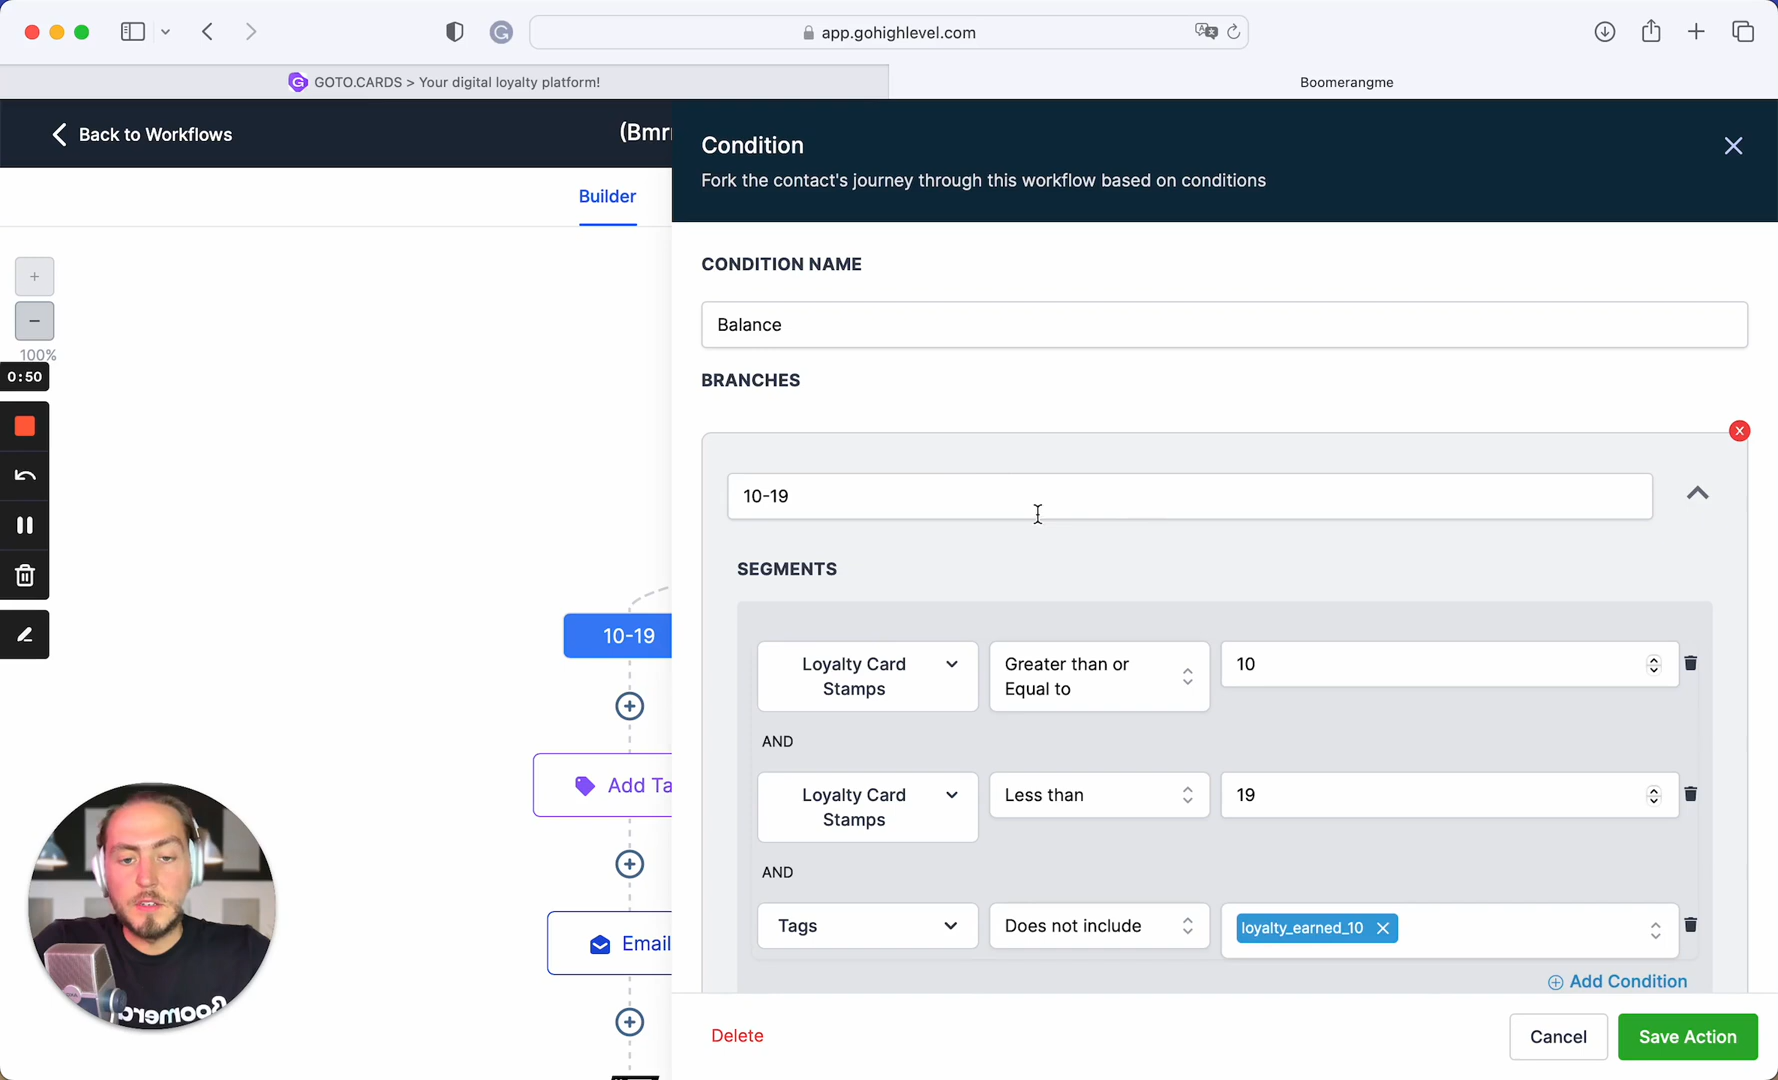 app.gohighlevel.com
GOTO.CARDS > Your digital loyalty platform!
Boomerangme
Back to Workflows
(Bmr
Builder
100%
0:50
10-19
Add Ta
Email
Condition
Fork the contact's journey through this workflow based on conditions
CONDITION NAME
Balance
BRANCHES
10-19
SEGMENTS
Loyalty Card
Stamps
Greater than or
Equal to
10
AND
Loyalty Card
Stamps
Less than
19
AND
Tags
Does not include
loyalty_earned_10
Add Condition
Delete
Cancel
Save Action